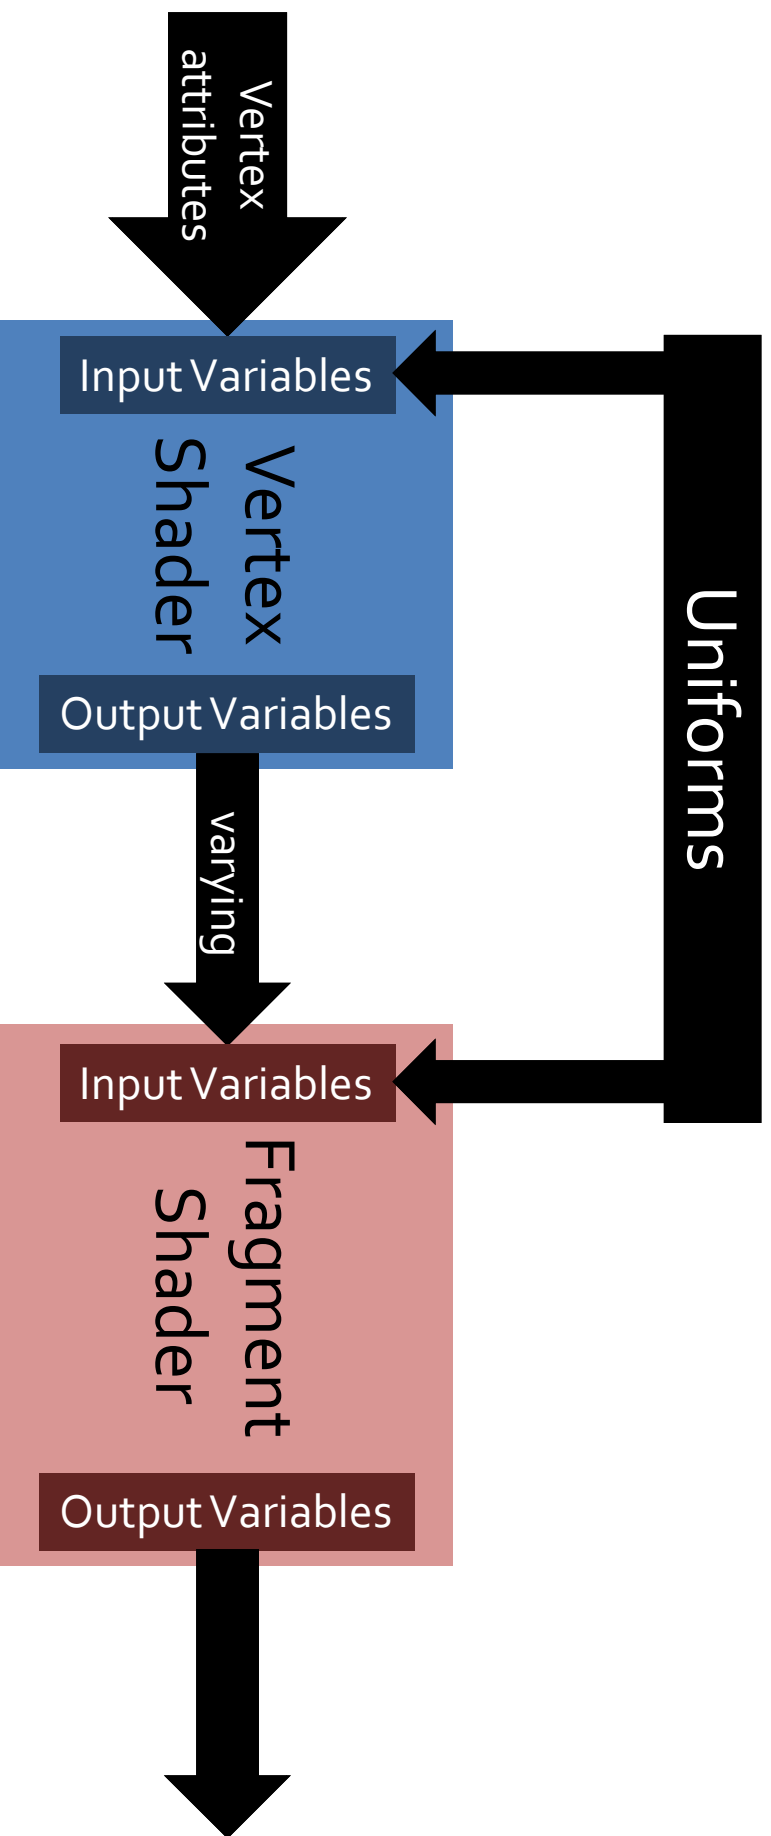 Vertex
attributes
Input Variables
Vertex
Shader
Output Variables
Uniforms
varying
Input Variables
Fragment
Shader
Output Variables